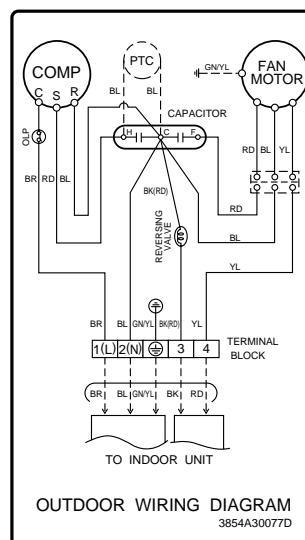 PTC
COMP
C S R
GN/YL
FAN
MOTOR
BL BL
CAPACITOR
H C F
OLP
BR RD BL
RD BL YL
BK(RD)
REVERSING
VALVE
RD
BL
YL
BR BL GN/YL BK(RD) YL
1(L) 2(N) 3 4
TERMINAL
BLOCK
BR BL GN/YL BK RD
TO INDOOR UNIT
OUTDOOR WIRING DIAGRAM
3854A30077D